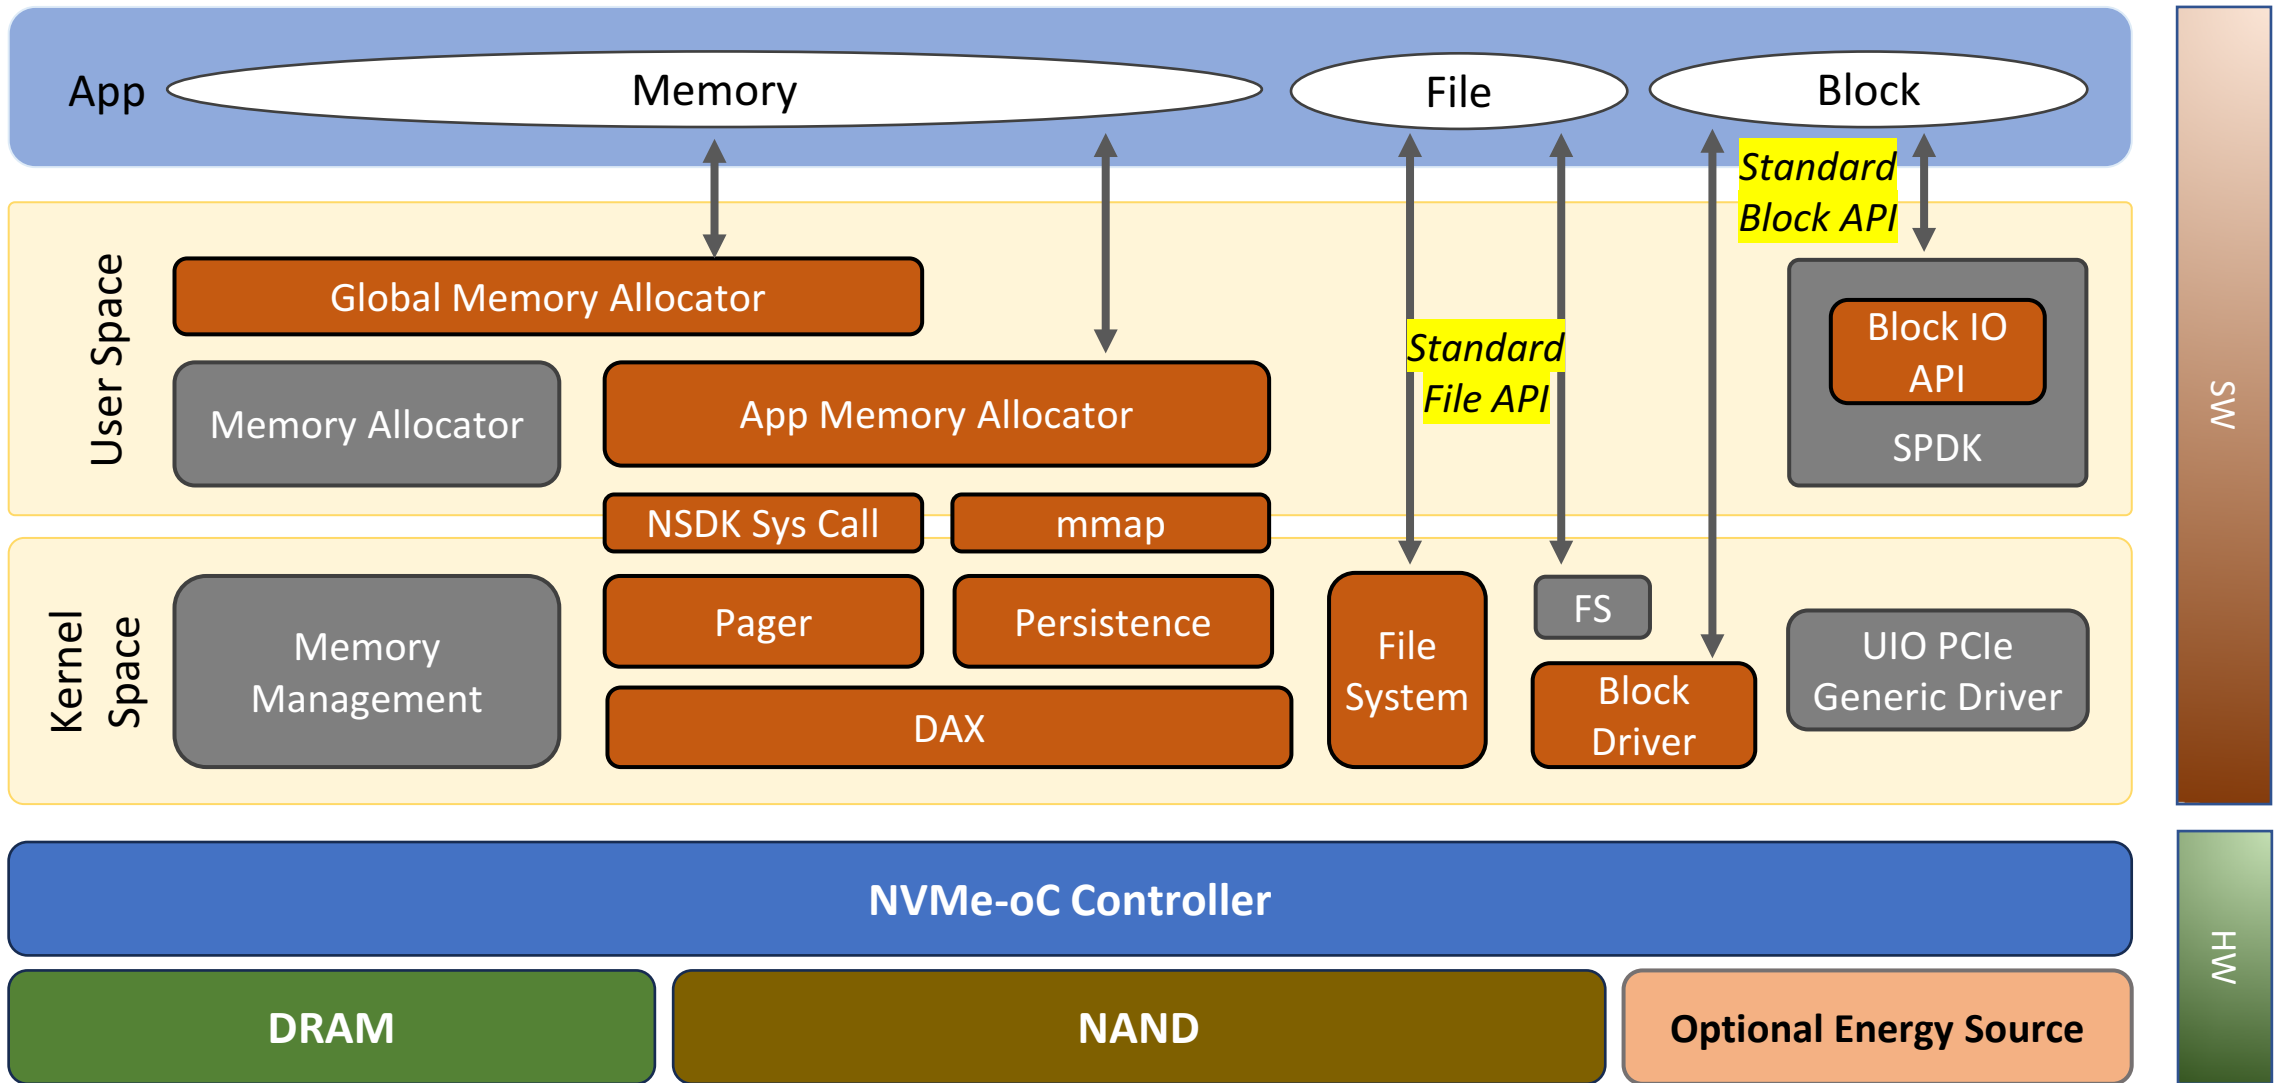 App
Memory
File
Block
Standard
Block API
User Space
Global Memory Allocator
Memory Allocator
App Memory Allocator
Standard
File API
Block IO
API
SPDK
NSDK Sys Call
mmap
Kernel
Space
Memory
Management
Pager
Persistence
DAX
File
System
FS
Block
Driver
UIO PCIe
Generic Driver
SW
NVMe-oC Controller
DRAM
NAND
Optional Energy Source
HW